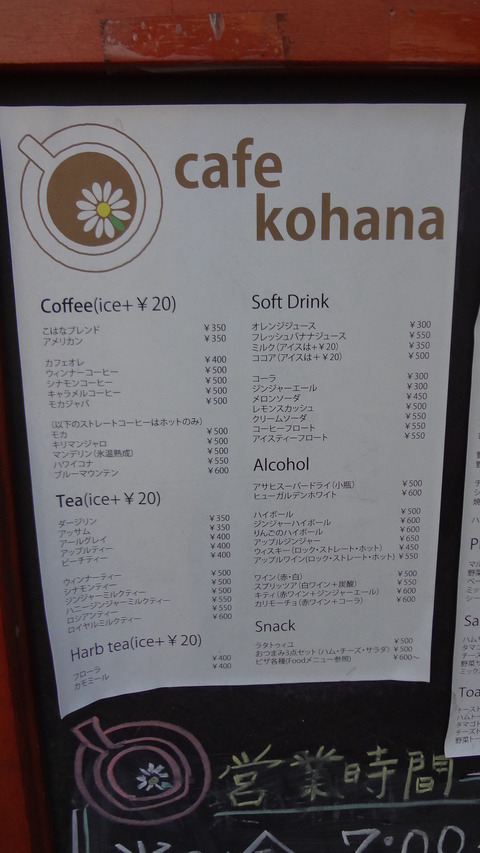 cafe
kohana
Coffee(ice+￥20)
こはなブレンド ￥350
アメリカン ￥350
カフェオレ ￥400
ウィンナーコーヒー ￥500
シナモンコーヒー ￥500
キャラメルコーヒー ￥500
モカジャバ ￥500
(以下のストレートコーヒーはホットのみ)
モカ ￥500
キリマンジャロ ￥500
マンデリン(氷温熟成) ￥500
ハワイコナ ￥550
ブルーマウンテン ￥600
Tea(ice+￥20)
ダージリン ￥350
アッサム ￥350
アールグレイ ￥400
アップルティー ￥400
ピーチティー ￥400
ウィンナーティー ￥500
シナモンティー ￥500
ジンジャーミルクティー ￥550
ハニージンジャーミルクティー ￥550
ロシアンティー ￥550
ロイヤルミルクティー ￥600
Harb tea(ice+￥20)
フローラ ￥400
カモミール ￥400
Soft Drink
オレンジジュース ￥300
フレッシュバナナジュース ￥550
ミルク(アイスは+￥20) ￥350
ココア(アイスは+￥20) ￥500
コーラ ￥300
ジンジャーエール ￥300
メロンソーダ ￥450
レモンスカッシュ ￥500
クリームソーダ ￥550
コーヒーフロート ￥550
アイスティーフロート ￥550
Alcohol
アサヒスーパードライ(小瓶) ￥500
ヒューガルデンホワイト ￥600
ハイボール ￥500
ジンジャーハイボール ￥600
りんごのハイボール ￥600
アップルジンジャー ￥650
ウィスキー(ロック・ストレート・ホット) ￥450
アップルワイン(ロック・ストレート・ホット) ￥550
ワイン(赤・白) ￥500
スプリッツア(白ワイン+炭酸) ￥550
キティ(赤ワイン+ジンジャーエール) ￥600
カリモーチョ(赤ワイン+コーラ) ￥600
Snack
ラタトゥイユ ￥500
おつまみ3点セット(ハム・チーズ・サラダ) ￥500
ピザ各種(Foodメニュー参照) ￥600～
営業時間
7:00